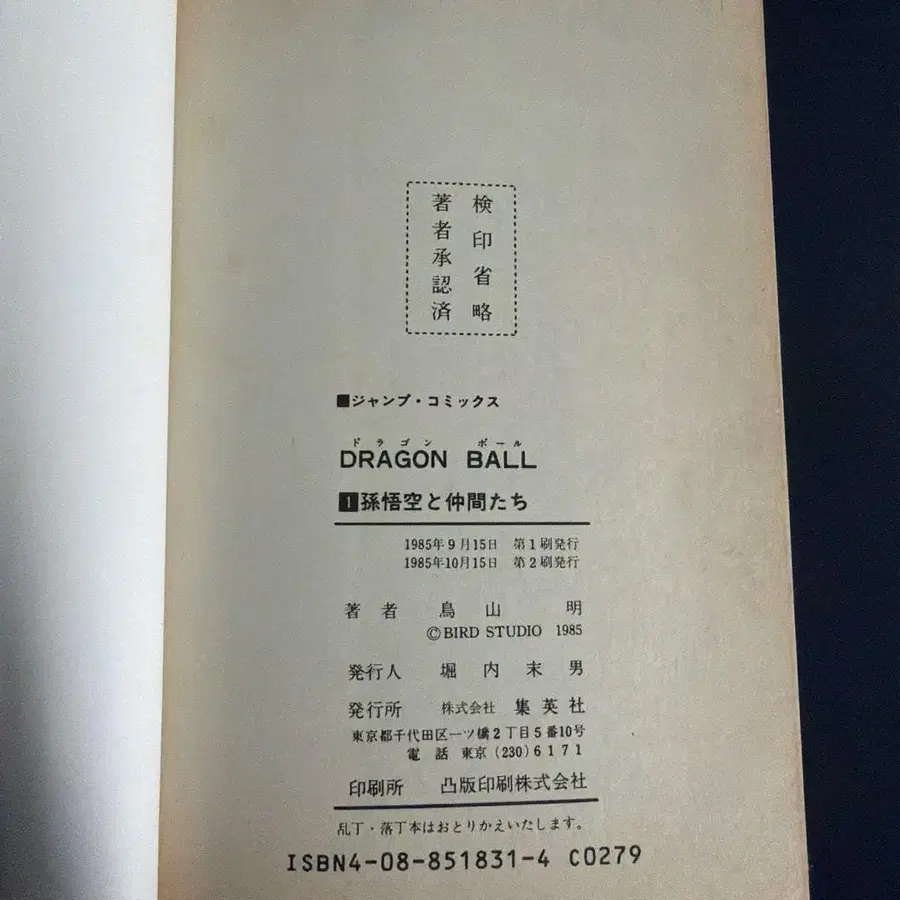 検印省略
著者承認済
■ジャンプ・コミックス
ドラゴン ボール
DRAGON BALL
1孫悟空と仲間たち
1985年9月15日 第1刷発行
1985年10月15日 第2刷発行
著者 鳥山 明
©BIRD STUDIO 1985
発行人 堀内末男
発行所 株式会社 集英社
東京都千代田区一ツ橋2丁目5番10号
電話 東京(230)6171
印刷所 凸版印刷株式会社
乱丁・落丁本はおとりかえいたします。
ISBN4-08-851831-4 C0279